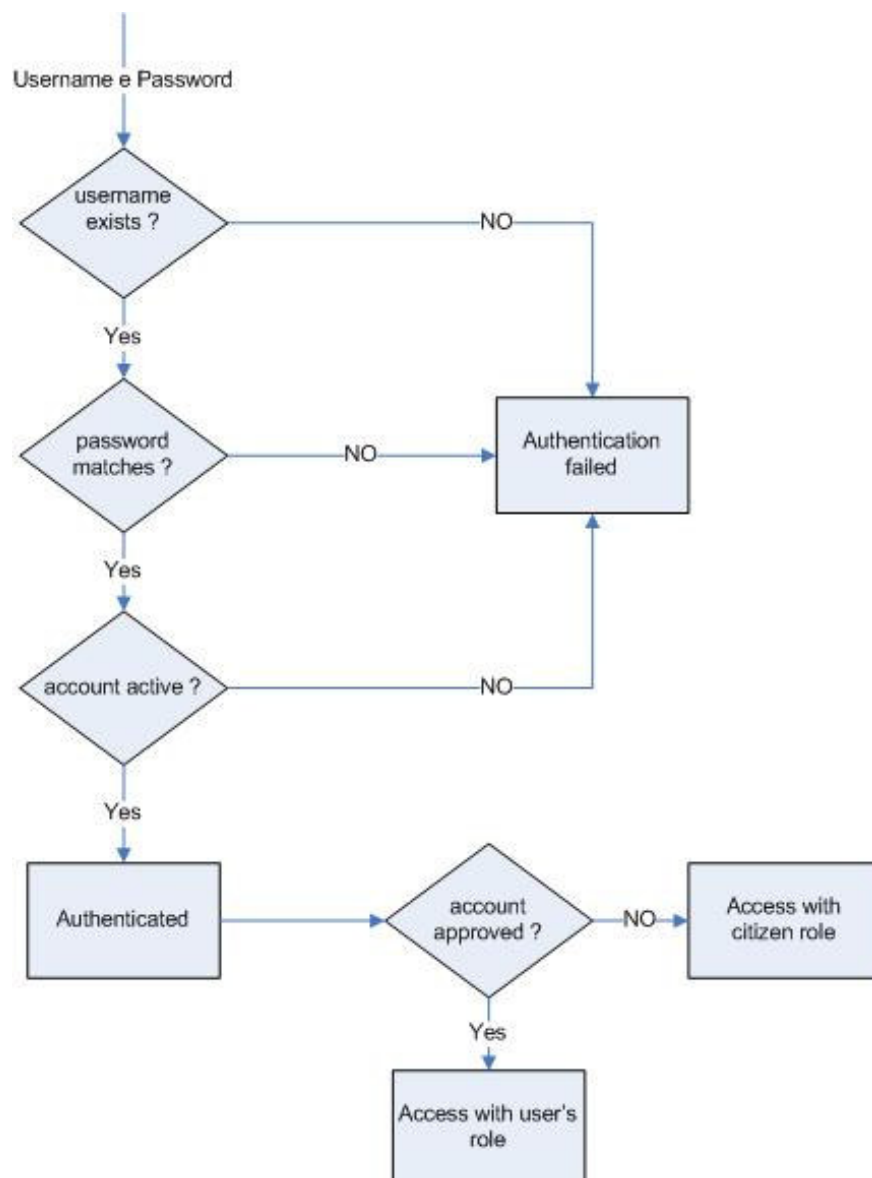 Username e Password
username
exists ?
NO
Yes
password
matches ?
NO
Authentication
failed
Yes
account active ?
NO
Yes
Authenticated
account
approved ?
NO
Access with
citizen role
Yes
Access with user's
role